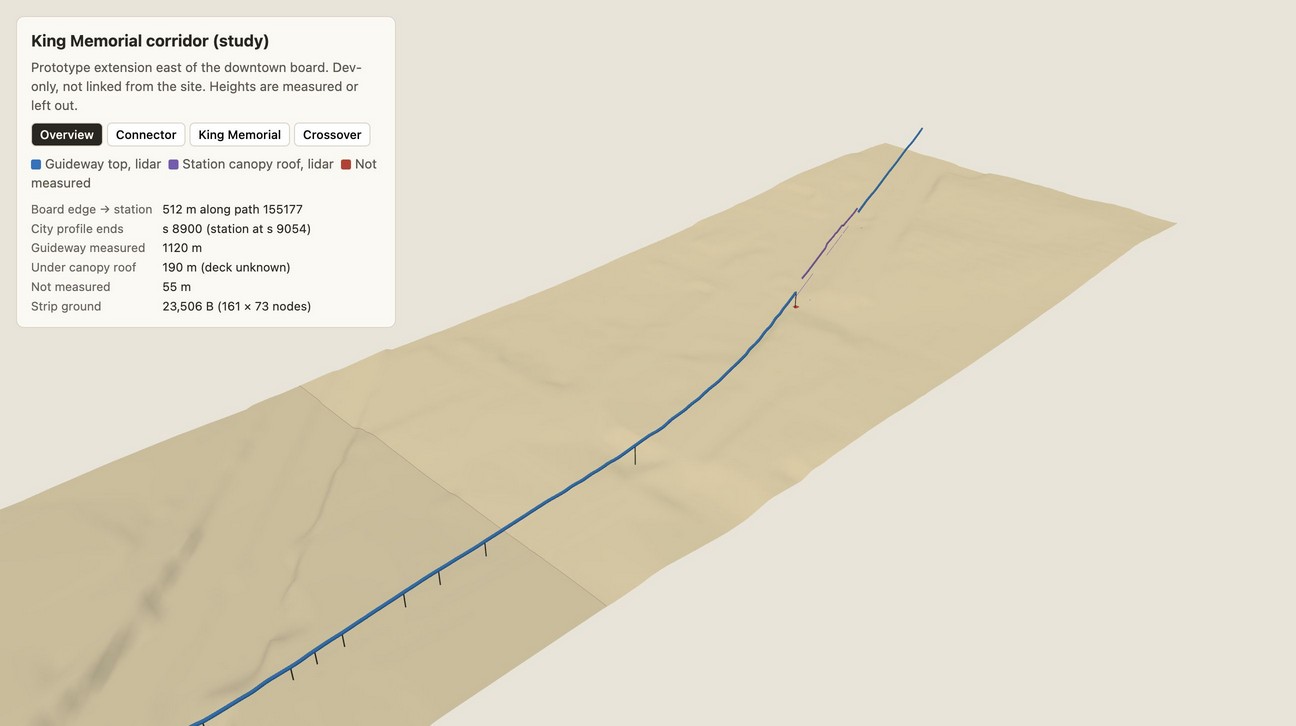 King Memorial corridor (study)
Prototype extension east of the downtown board. Dev-
only, not linked from the site. Heights are measured or
left out.
Overview Connector King Memorial Crossover
Guideway top, lidar Station canopy roof, lidar Not
measured
Board edge → station 512 m along path 155177
City profile ends s 8900 (station at s 9054)
Guideway measured 1120 m
Under canopy roof 190 m (deck unknown)
Not measured 55 m
Strip ground 23,506 B (161 × 73 nodes)